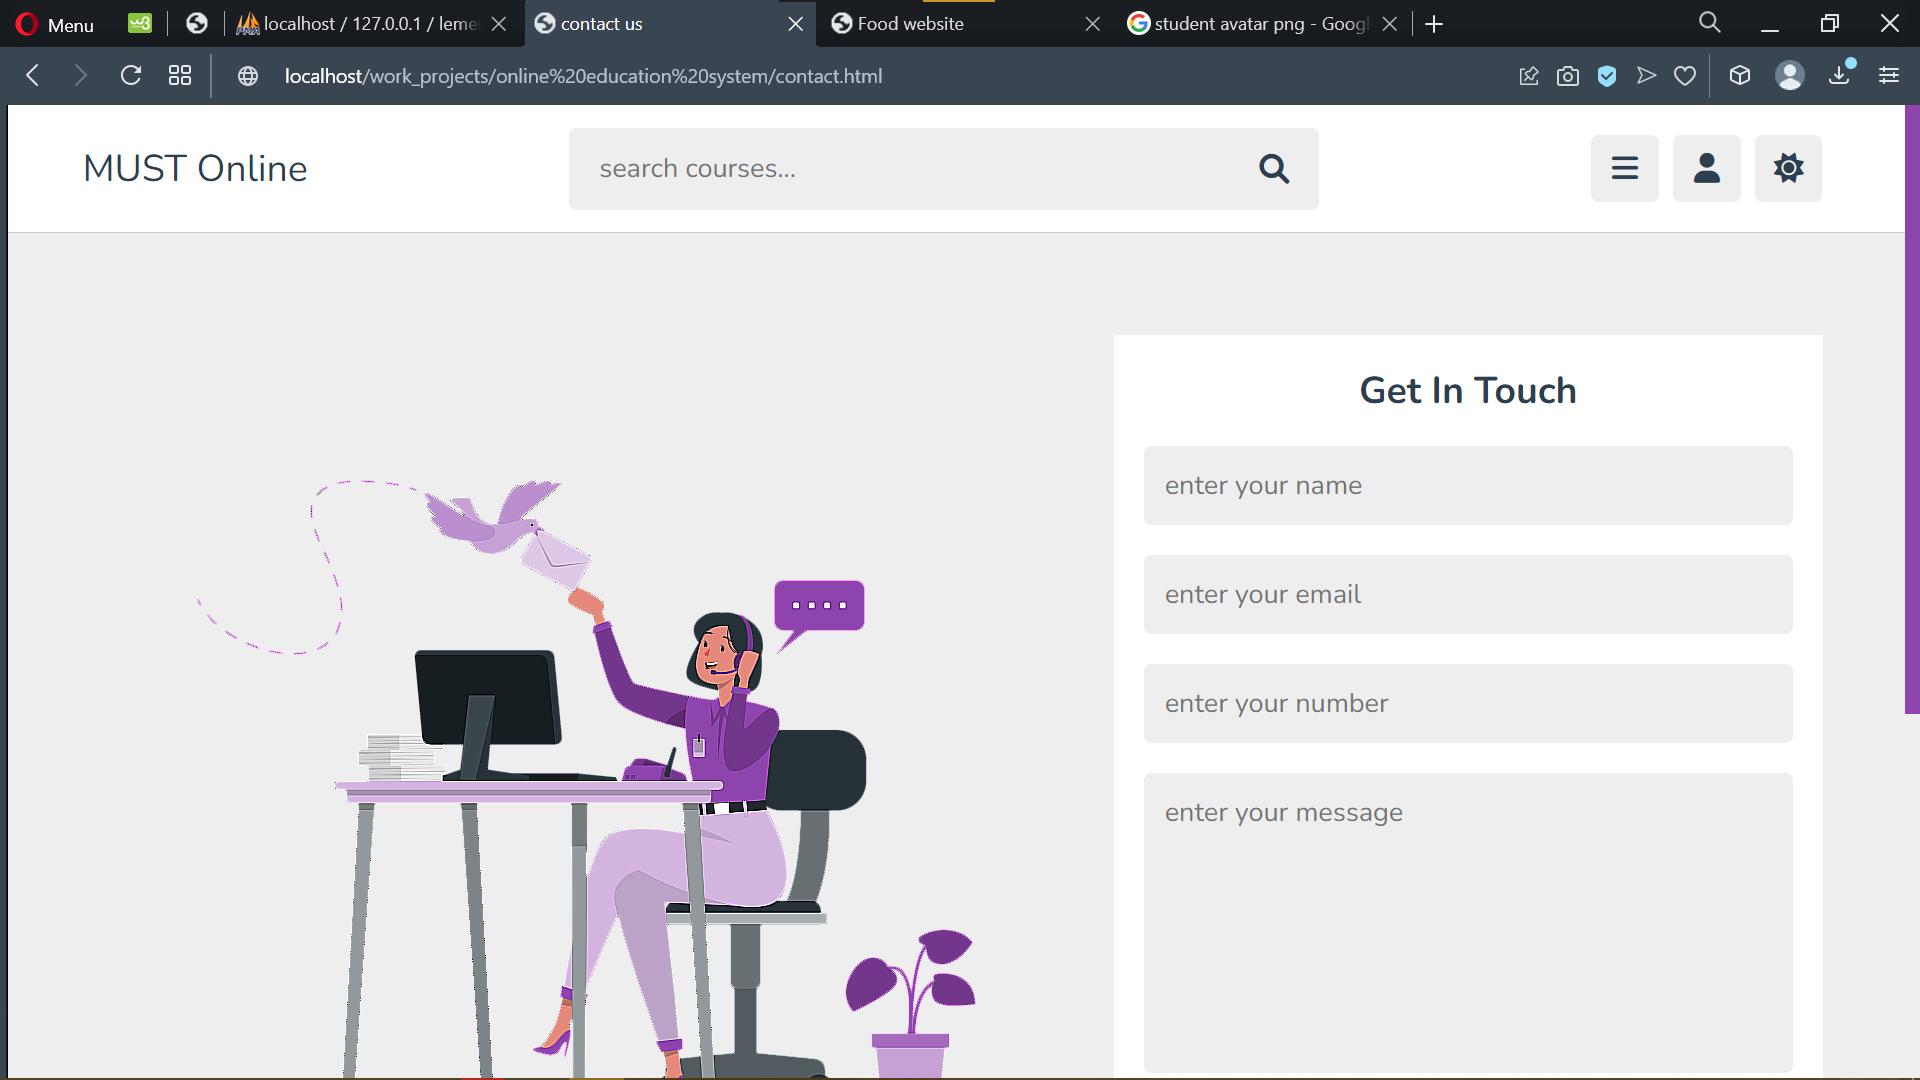 Menu
localhost / 127.0.0.1 / leme
contact us
Food website
student avatar png - Googl
localhost/work_projects/online%20education%20system/contact.html
MUST Online
search courses...
Get In Touch
enter your name
enter your email
enter your number
enter your message